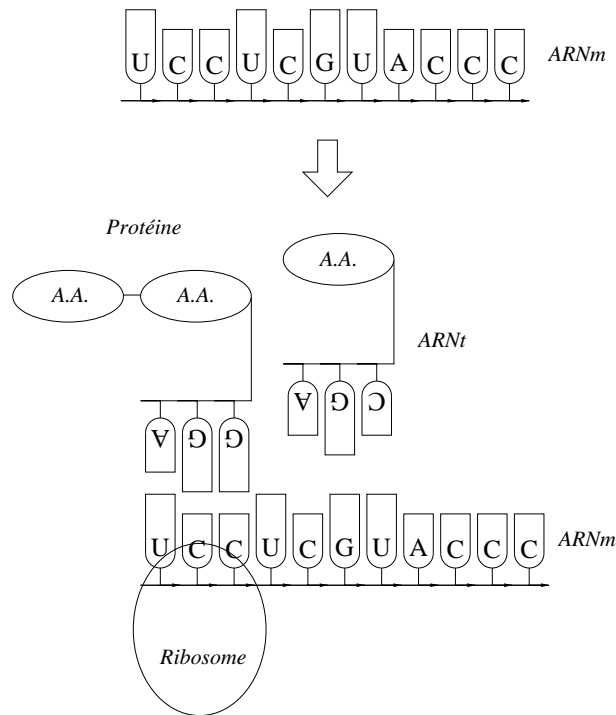 U C C U C G U A C C C
ARNm
Protéine
A.A.
A.A. A.A.
ARNt
A G C
A G G
U C C U C G U A C C C
ARNm
Ribosome